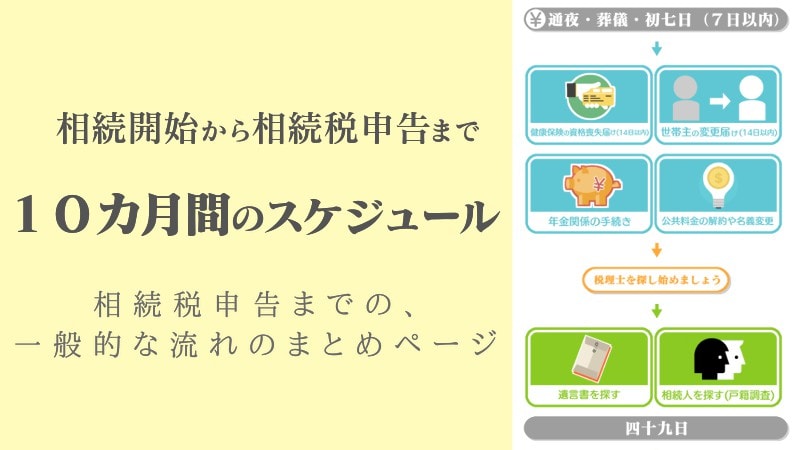 相続開始から相続税申告まで
１０カ月間のスケジュール
相続税申告までの、
一般的な流れのまとめページ
¥ 通夜・葬儀・初七日（７日以内）
健康保険の資格喪失届け(14日以内)
世帯主の変更届け(14日以内)
¥
年金関係の手続き
$
公共料金の解約や名義変更
税理士を探し始めましょう
遺言書を探す
相続人を探す(戸籍調査)
四十九日